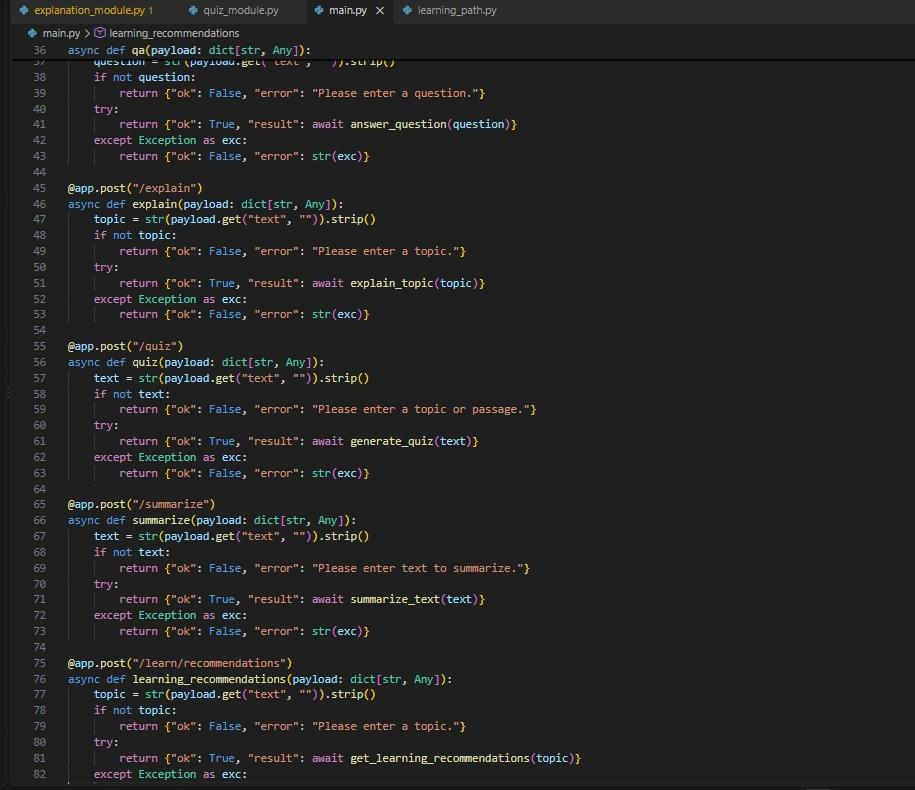 explanation_module.py 1 quiz_module.py main.py × learning_path.py
main.py > learning_recommendations
36 async def qa(payload: dict[str, Any]):
37 question = str(payload.get("text", "")).strip()
38 if not question:
39 return {"ok": False, "error": "Please enter a question."}
40 try:
41 return {"ok": True, "result": await answer_question(question)}
42 except Exception as exc:
43 return {"ok": False, "error": str(exc)}
44
45 @app.post("/explain")
46 async def explain(payload: dict[str, Any]):
47 topic = str(payload.get("text", "")).strip()
48 if not topic:
49 return {"ok": False, "error": "Please enter a topic."}
50 try:
51 return {"ok": True, "result": await explain_topic(topic)}
52 except Exception as exc:
53 return {"ok": False, "error": str(exc)}
54
55 @app.post("/quiz")
56 async def quiz(payload: dict[str, Any]):
57 text = str(payload.get("text", "")).strip()
58 if not text:
59 return {"ok": False, "error": "Please enter a topic or passage."}
60 try:
61 return {"ok": True, "result": await generate_quiz(text)}
62 except Exception as exc:
63 return {"ok": False, "error": str(exc)}
64
65 @app.post("/summarize")
66 async def summarize(payload: dict[str, Any]):
67 text = str(payload.get("text", "")).strip()
68 if not text:
69 return {"ok": False, "error": "Please enter text to summarize."}
70 try:
71 return {"ok": True, "result": await summarize_text(text)}
72 except Exception as exc:
73 return {"ok": False, "error": str(exc)}
74
75 @app.post("/learn/recommendations")
76 async def learning_recommendations(payload: dict[str, Any]):
77 topic = str(payload.get("text", "")).strip()
78 if not topic:
79 return {"ok": False, "error": "Please enter a topic."}
80 try:
81 return {"ok": True, "result": await get_learning_recommendations(topic)}
82 except Exception as exc: